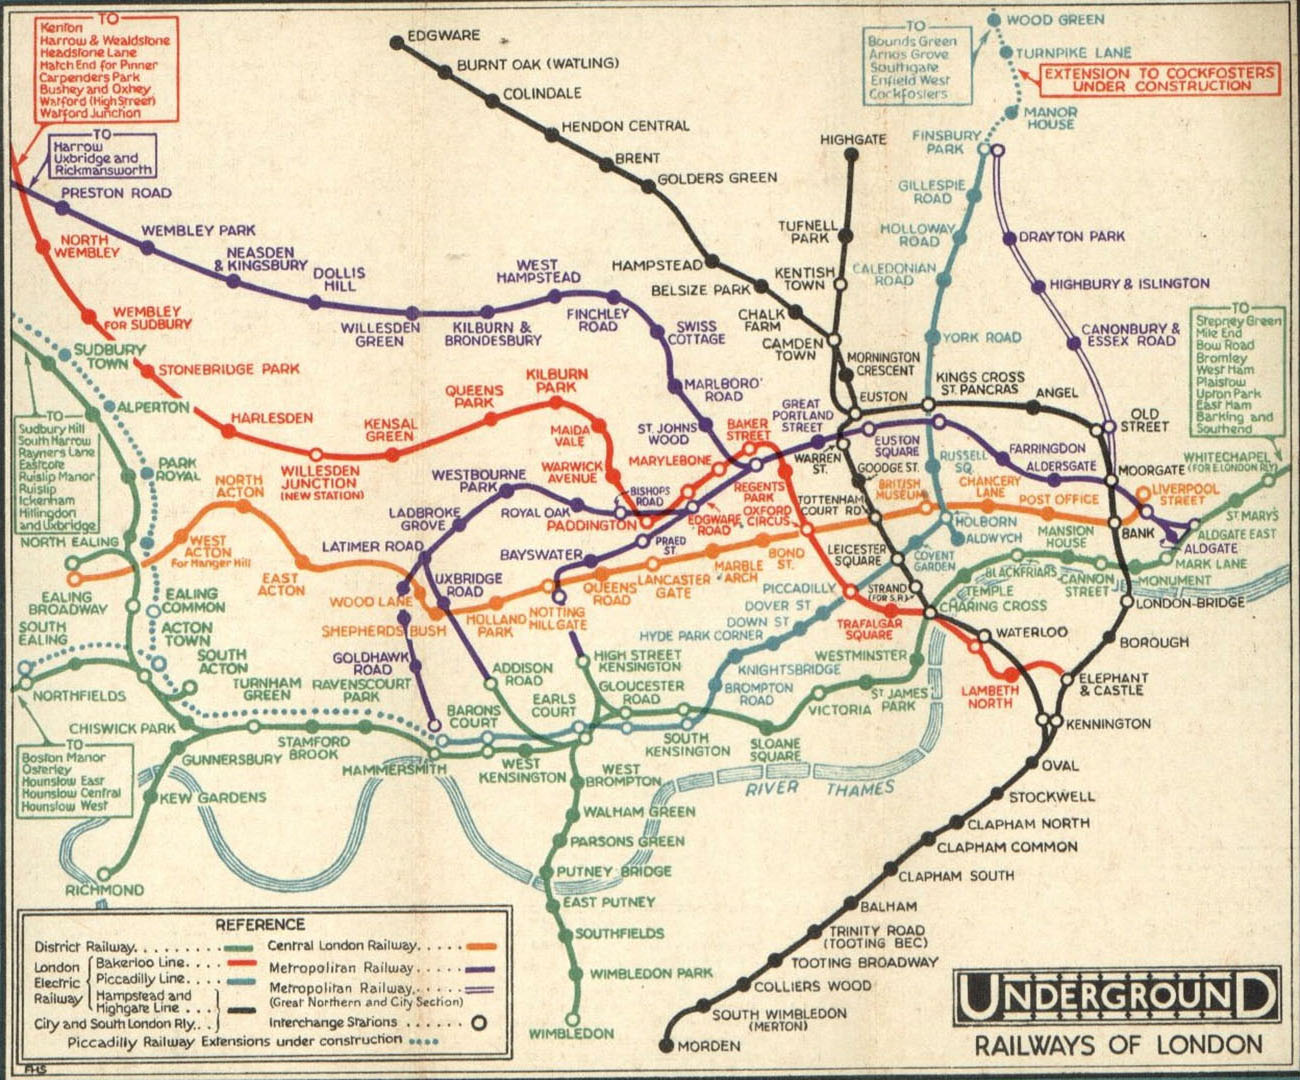 TO
Kenton
Harrow & Wealdstone
Headstone Lane
Hatch End for Pinner
Carpenders Park
Bushey and Oxhey
Watford (High Street)
Watford Junction
TO
Harrow
Uxbridge and
Rickmansworth
PRESTON ROAD
NORTH
WEMBLEY
WEMBLEY PARK
NEASDEN
& KINGSBURY
DOLLIS
HILL
WILLESDEN
GREEN
KILBURN &
BRONDESBURY
WEST
HAMPSTEAD
FINCHLEY
ROAD
SWISS
COTTAGE
MARLBORO'
ROAD
ST. JOHNS
WOOD
EDGWARE
BURNT OAK (WATLING)
COLINDALE
HENDON CENTRAL
BRENT
GOLDERS GREEN
HAMPSTEAD
BELSIZE PARK
CHALK
FARM
CAMDEN
TOWN
HIGHGATE
TUFNELL
PARK
KENTISH
TOWN
MORNINGTON
CRESCENT
EUSTON
TO
Bounds Green
Arnos Grove
Southgate
Enfield West
Cockfosters
WOOD GREEN
TURNPIKE LANE
EXTENSION TO COCKFOSTERS
UNDER CONSTRUCTION
MANOR
HOUSE
FINSBURY
PARK
GILLESPIE
ROAD
HOLLOWAY
ROAD
CALEDONIAN
ROAD
YORK ROAD
DRAYTON PARK
HIGHBURY & ISLINGTON
CANONBURY &
ESSEX ROAD
KINGS CROSS
ST. PANCRAS
ANGEL
OLD
STREET
MOORGATE
TO
Stepney Green
Mile End
Bow Road
Bromley
West Ham
Plaistow
Upton Park
East Ham
Barking and
Southend
WHITECHAPEL
(FOR E. LONDON RLY)
WEMBLEY
FOR SUDBURY
STONEBRIDGE PARK
HARLESDEN
WILLESDEN
JUNCTION
(NEW STATION)
KENSAL
GREEN
QUEENS
PARK
KILBURN
PARK
MAIDA
VALE
WARWICK
AVENUE
PADDINGTON
EDGWARE
ROAD
MARYLEBONE
BAKER
STREET
REGENTS
PARK
OXFORD
CIRCUS
GREAT
PORTLAND
STREET
EUSTON
SQUARE
WARREN
ST.
GOODGE ST.
TOTTENHAM
COURT RD
RUSSELL
SQ.
FARRINGDON
ALDERSGATE
SUDBURY
TOWN
ALPERTON
PARK
ROYAL
TO
Sudbury Hill
South Harrow
Rayners Lane
Eastcote
Ruislip Manor
Ruislip
Ickenham
Hillingdon
and Uxbridge
NORTH EALING
EALING
BROADWAY
SOUTH
EALING
NORTHFIELDS
EALING
COMMON
ACTON
TOWN
SOUTH
ACTON
NORTH
ACTON
WEST
ACTON
For Hanger Hill
EAST
ACTON
WOOD LANE
SHEPHERDS BUSH
HOLLAND
PARK
NOTTING
HILL GATE
QUEENS
ROAD
LANCASTER
GATE
MARBLE
ARCH
BOND
ST.
BRITISH
MUSEUM
CHANCERY
LANE
POST OFFICE
BANK
LIVERPOOL
STREET
WESTBOURNE
PARK
ROYAL OAK
BISHOPS
ROAD
LADBROKE
GROVE
LATIMER ROAD
BAYSWATER
PRAED
ST.
UXBRIDGE
ROAD
GOLDHAWK
ROAD
HOLBORN
ALDWYCH
COVENT
GARDEN
LEICESTER
SQUARE
STRAND
(FOR S.R.)
PICCADILLY
DOVER ST
DOWN ST
HYDE PARK CORNER
KNIGHTSBRIDGE
BROMPTON
ROAD
TRAFALGAR
SQUARE
CHARING CROSS
TEMPLE
BLACKFRIARS
MANSION
HOUSE
CANNON
STREET
MONUMENT
MARK LANE
ALDGATE
ALDGATE EAST
ST MARYS
LONDON-BRIDGE
BOROUGH
WATERLOO
LAMBETH
NORTH
ELEPHANT
& CASTLE
KENNINGTON
WESTMINSTER
ST JAMES
PARK
VICTORIA
SLOANE
SQUARE
SOUTH
KENSINGTON
GLOUCESTER
ROAD
HIGH STREET
KENSINGTON
ADDISON
ROAD
EARLS
COURT
BARONS
COURT
WEST
KENSINGTON
HAMMERSMITH
RAVENSCOURT
PARK
STAMFORD
BROOK
TURNHAM
GREEN
CHISWICK PARK
GUNNERSBURY
KEW GARDENS
RICHMOND
TO
Boston Manor
Osterley
Hounslow East
Hounslow Central
Hounslow West
WEST
BROMPTON
WALHAM GREEN
PARSONS GREEN
PUTNEY BRIDGE
EAST PUTNEY
SOUTHFIELDS
WIMBLEDON PARK
WIMBLEDON
RIVER THAMES
OVAL
STOCKWELL
CLAPHAM NORTH
CLAPHAM COMMON
CLAPHAM SOUTH
BALHAM
TRINITY ROAD
(TOOTING BEC)
TOOTING BROADWAY
COLLIERS WOOD
SOUTH WIMBLEDON
(MERTON)
MORDEN
REFERENCE
District Railway
London Electric Railway
Bakerloo Line
Piccadilly Line
Hampstead and
Highgate Line
City and South London Rly.
Central London Railway
Metropolitan Railway
Metropolitan Railway
(Great Northern and City Section)
Interchange Stations
Piccadilly Railway Extensions under construction
FHS
UNDERGROUND
RAILWAYS OF LONDON